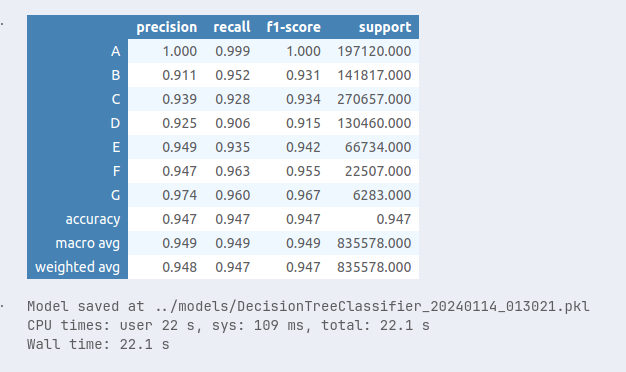 precision recall f1-score support
A 1.000 0.999 1.000 197120.000
B 0.911 0.952 0.931 141817.000
C 0.939 0.928 0.934 270657.000
D 0.925 0.906 0.915 130460.000
E 0.949 0.935 0.942 66734.000
F 0.947 0.963 0.955 22507.000
G 0.974 0.960 0.967 6283.000
accuracy 0.947 0.947 0.947 0.947
macro avg 0.949 0.949 0.949 835578.000
weighted avg 0.948 0.947 0.947 835578.000
Model saved at ../models/DecisionTreeClassifier_20240114_013021.pkl
CPU times: user 22 s, sys: 109 ms, total: 22.1 s
Wall time: 22.1 s